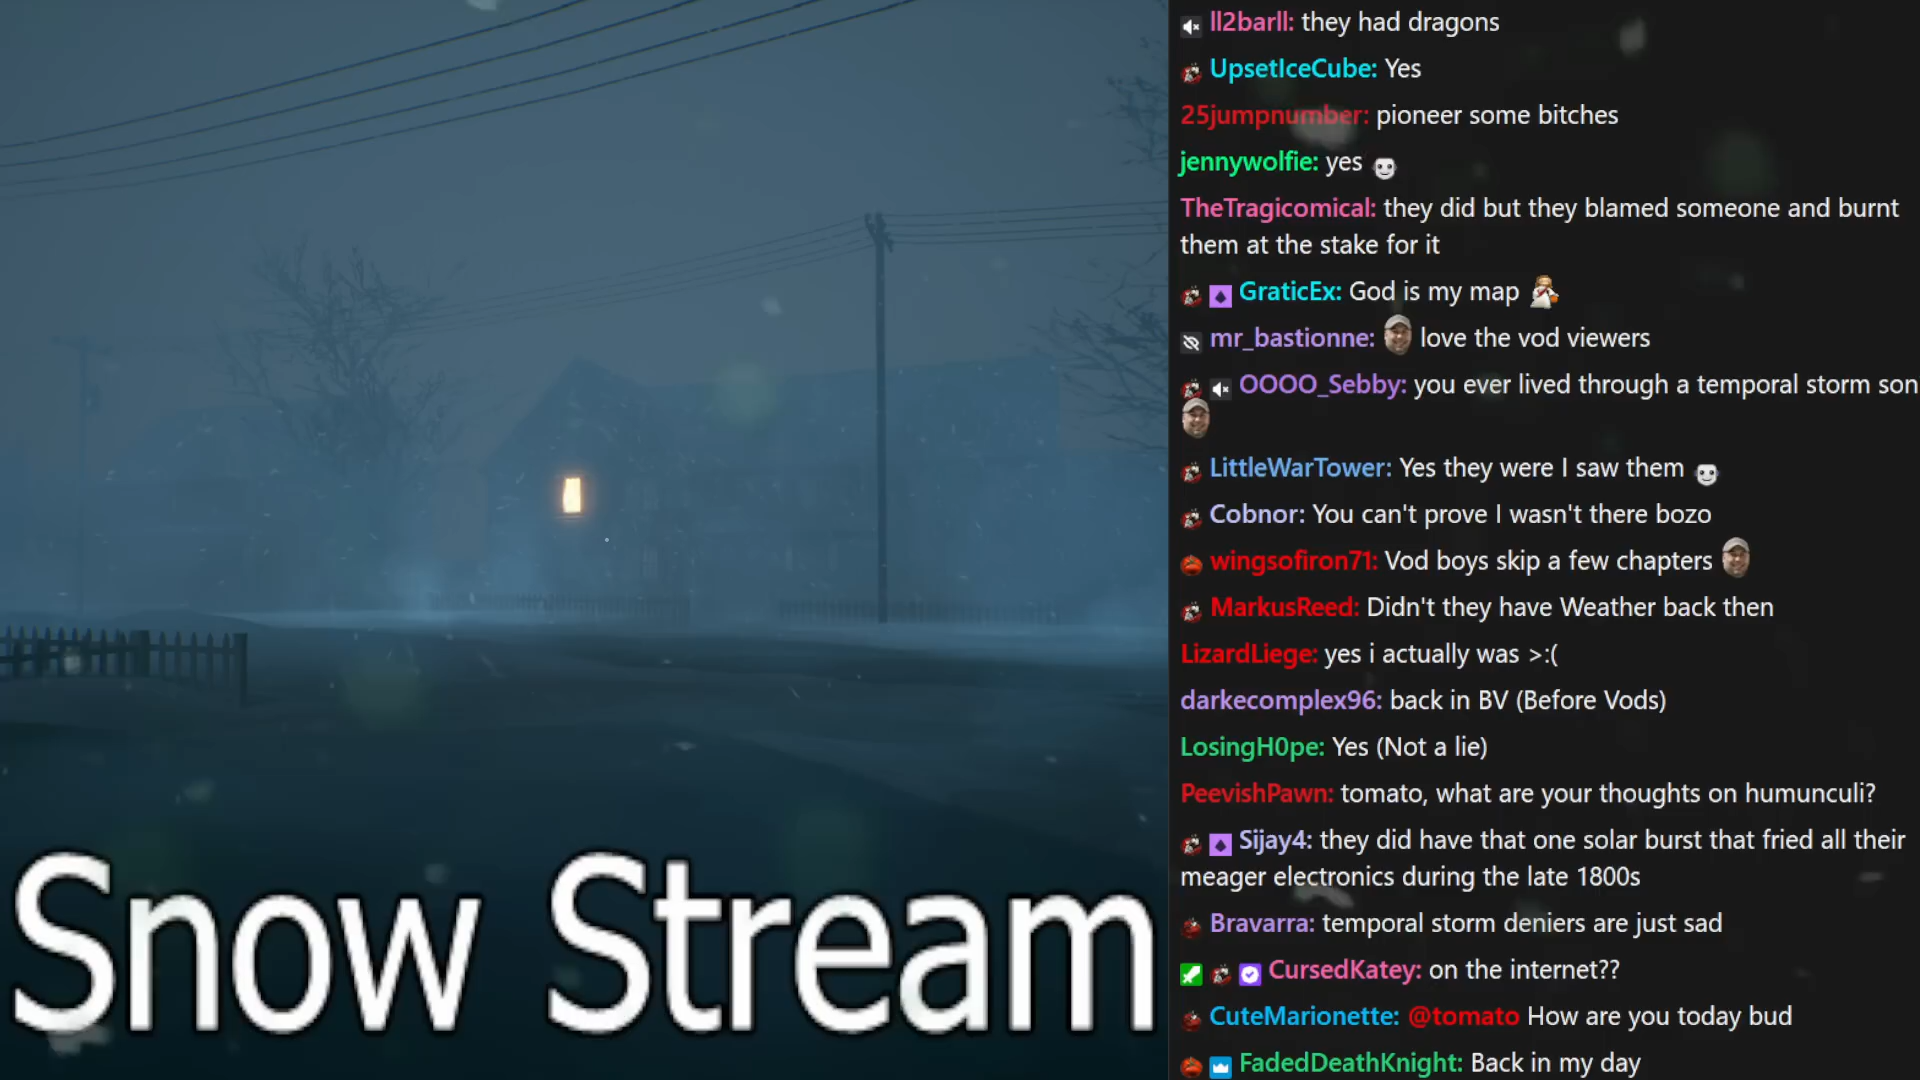 ll2barll: they had dragons
UpsetIceCube: Yes
25jumpnumber: pioneer some bitches
jennywolfie: yes
TheTragicomical: they did but they blamed someone and burnt
them at the stake for it
GraticEx: God is my map
mr_bastionne: love the vod viewers
OOOO_Sebby: you ever lived through a temporal storm son
LittleWarTower: Yes they were I saw them
Cobnor: You can't prove I wasn't there bozo
wingsofiron71: Vod boys skip a few chapters
MarkusReed: Didn't they have Weather back then
LizardLiege: yes i actually was >:(
darkecomplex96: back in BV (Before Vods)
LosingH0pe: Yes (Not a lie)
PeevishPawn: tomato, what are your thoughts on humunculi?
Sijay4: they did have that one solar burst that fried all their
meager electronics during the late 1800s
Bravarra: temporal storm deniers are just sad
CursedKatey: on the internet??
CuteMarionette: @tomato How are you today bud
FadedDeathKnight: Back in my day
Snow Stream